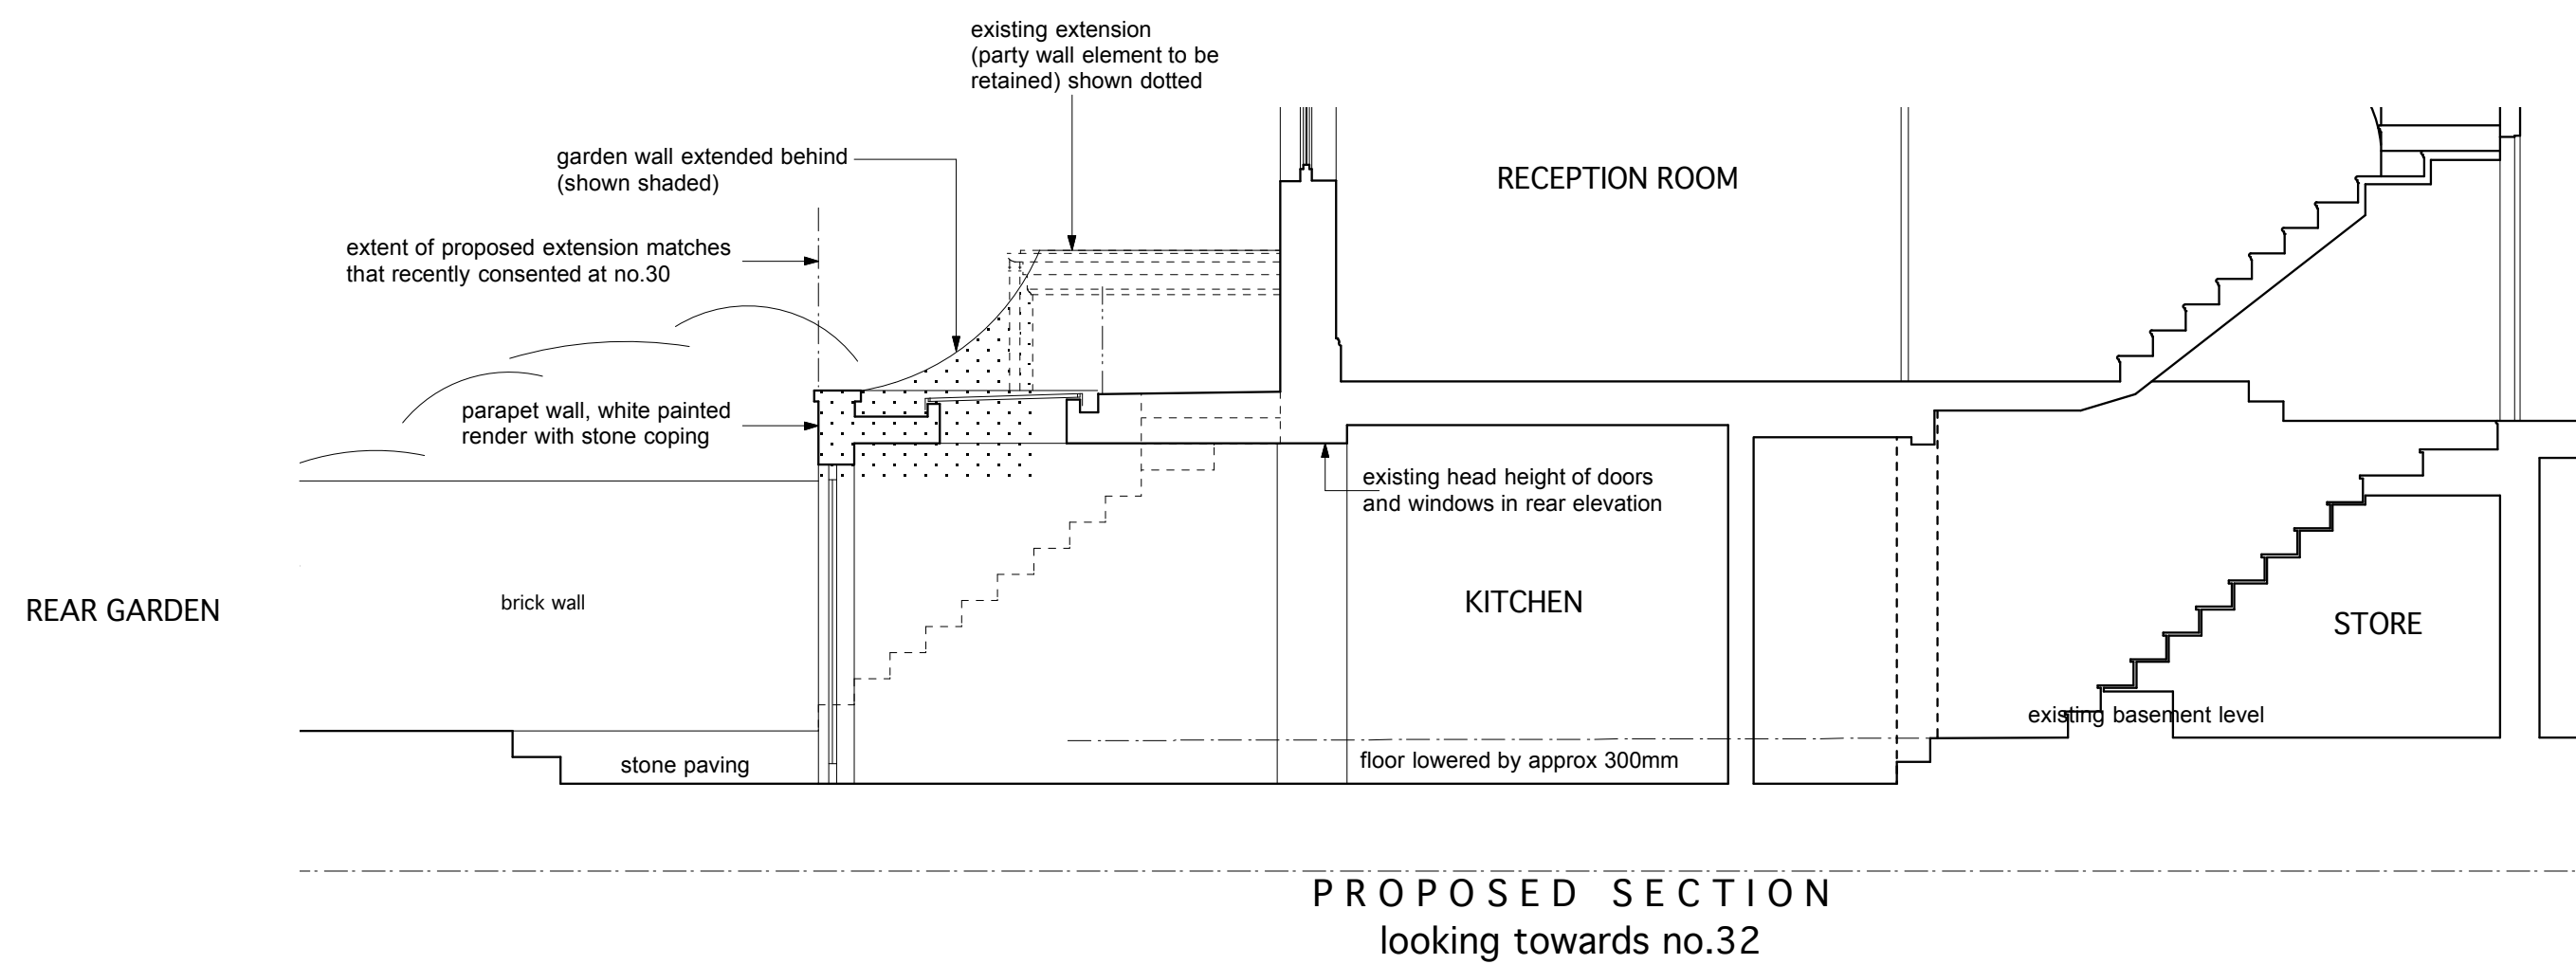 existing extension
(party wall element to be
retained) shown dotted
garden wall extended behind
(shown shaded)
RECEPTION ROOM
extent of proposed extension matches
that recently consented at no.30
parapet wall, white painted
render with stone coping
existing head height of doors
and windows in rear elevation
REAR GARDEN
brick wall
KITCHEN
STORE
existing basement level
stone paving
floor lowered by approx 300mm
PROPOSED SECTION
looking towards no.32